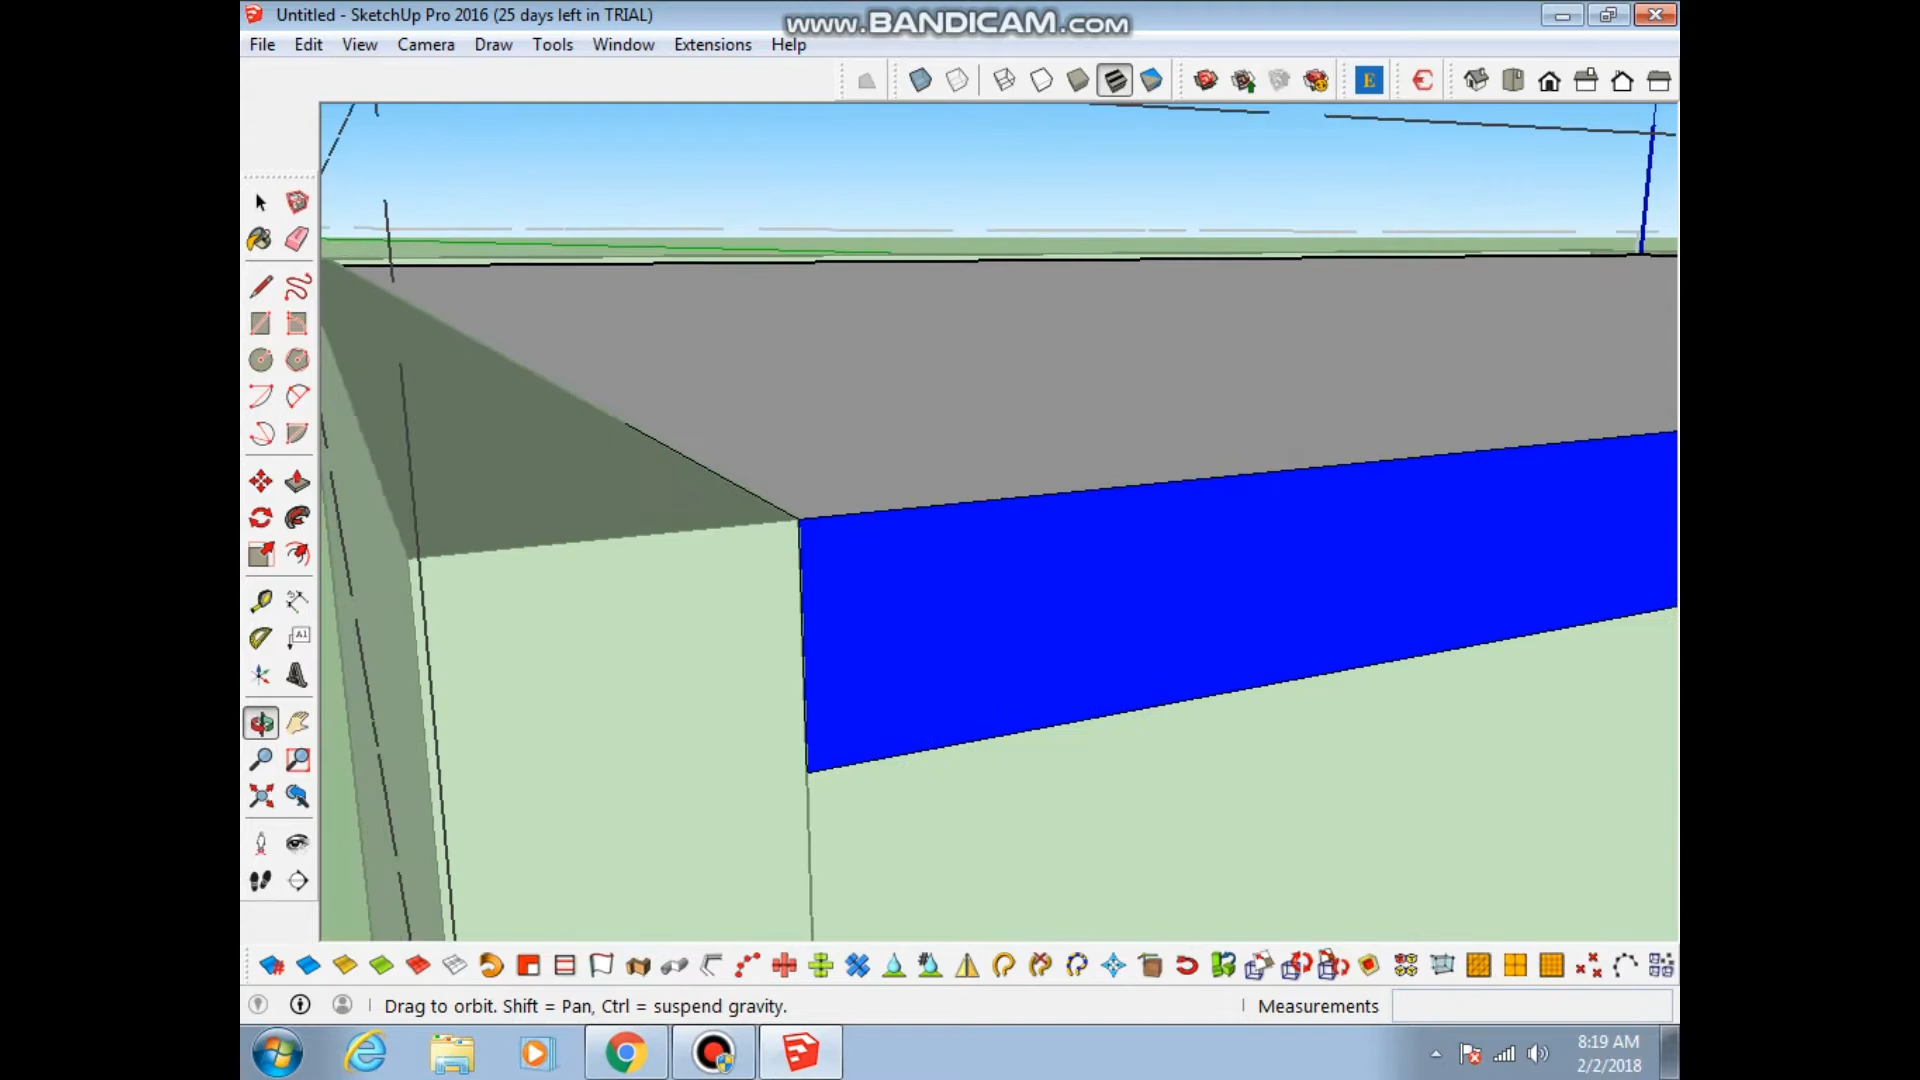 Untitled - SketchUp Pro 2016 (25 days left in TRIAL)
www.BANDICAM.com
File Edit View Camera Draw Tools Window Extensions Help
E
A1
Drag to orbit. Shift = Pan, Ctrl = suspend gravity.
Measurements
8:19 AM
2/2/2018